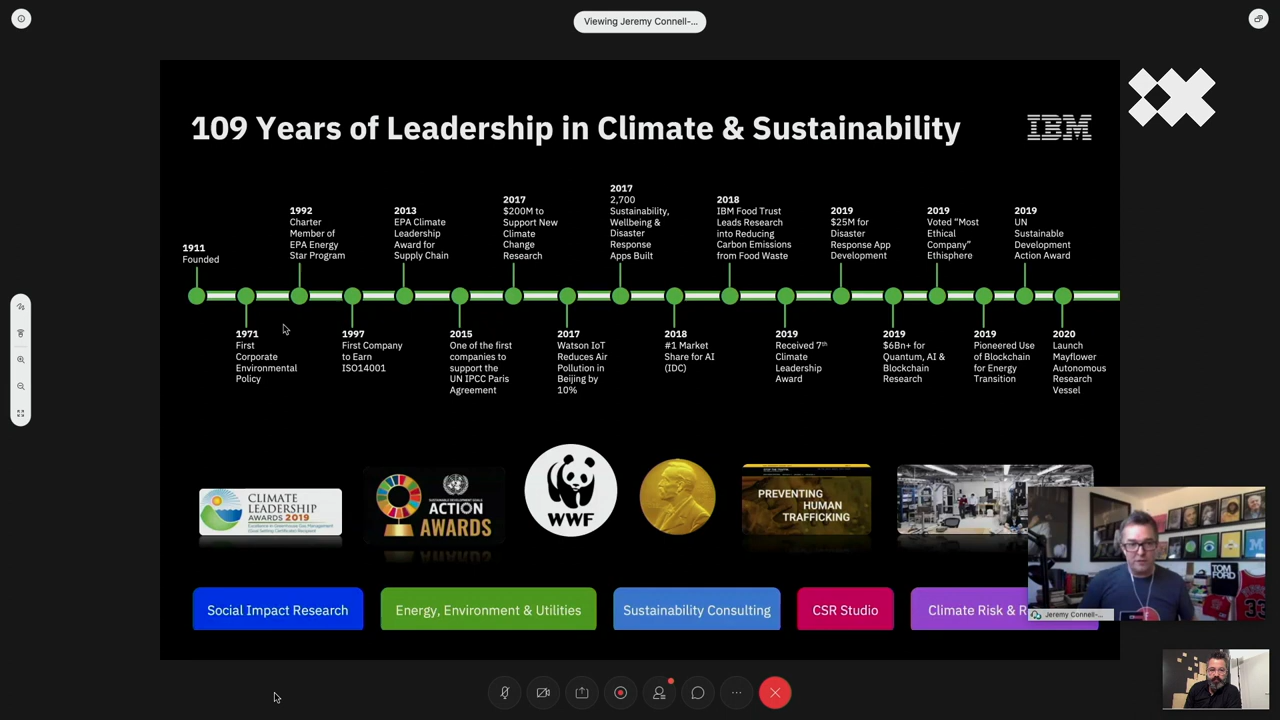 Viewing Jeremy Connell-...
109 Years of Leadership in Climate & Sustainability
IBM
1911
Founded
1992
Charter
Member of
EPA Energy
Star Program
2013
EPA Climate
Leadership
Award for
Supply Chain
2017
$200M to
Support New
Climate
Change
Research
2017
2,700
Sustainability,
Wellbeing &
Disaster
Response
Apps Built
2018
IBM Food Trust
Leads Research
into Reducing
Carbon Emissions
from Food Waste
2019
$25M for
Disaster
Response App
Development
2019
Voted “Most
Ethical
Company”
Ethisphere
2019
UN
Sustainable
Development
Action Award
1971
First
Corporate
Environmental
Policy
1997
First Company
to Earn
ISO14001
2015
One of the first
companies to
support the
UN IPCC Paris
Agreement
2017
Watson IoT
Reduces Air
Pollution in
Beijing by
10%
2018
#1 Market
Share for AI
(IDC)
2019
Received 7th
Climate
Leadership
Award
2019
$6Bn+ for
Quantum, AI &
Blockchain
Research
2019
Pioneered Use
of Blockchain
for Energy
Transition
2020
Launch
Mayflower
Autonomous
Research
Vessel
CLIMATE
LEADERSHIP
AWARDS 2019
SUSTAINABLE DEVELOPMENT GOALS
ACTION
AWARDS
WWF
PREVENTING
HUMAN
TRAFFICKING
TOM
FORD
33
Jeremy Connell-...
Social Impact Research
Energy, Environment & Utilities
Sustainability Consulting
CSR Studio
Climate Risk & R